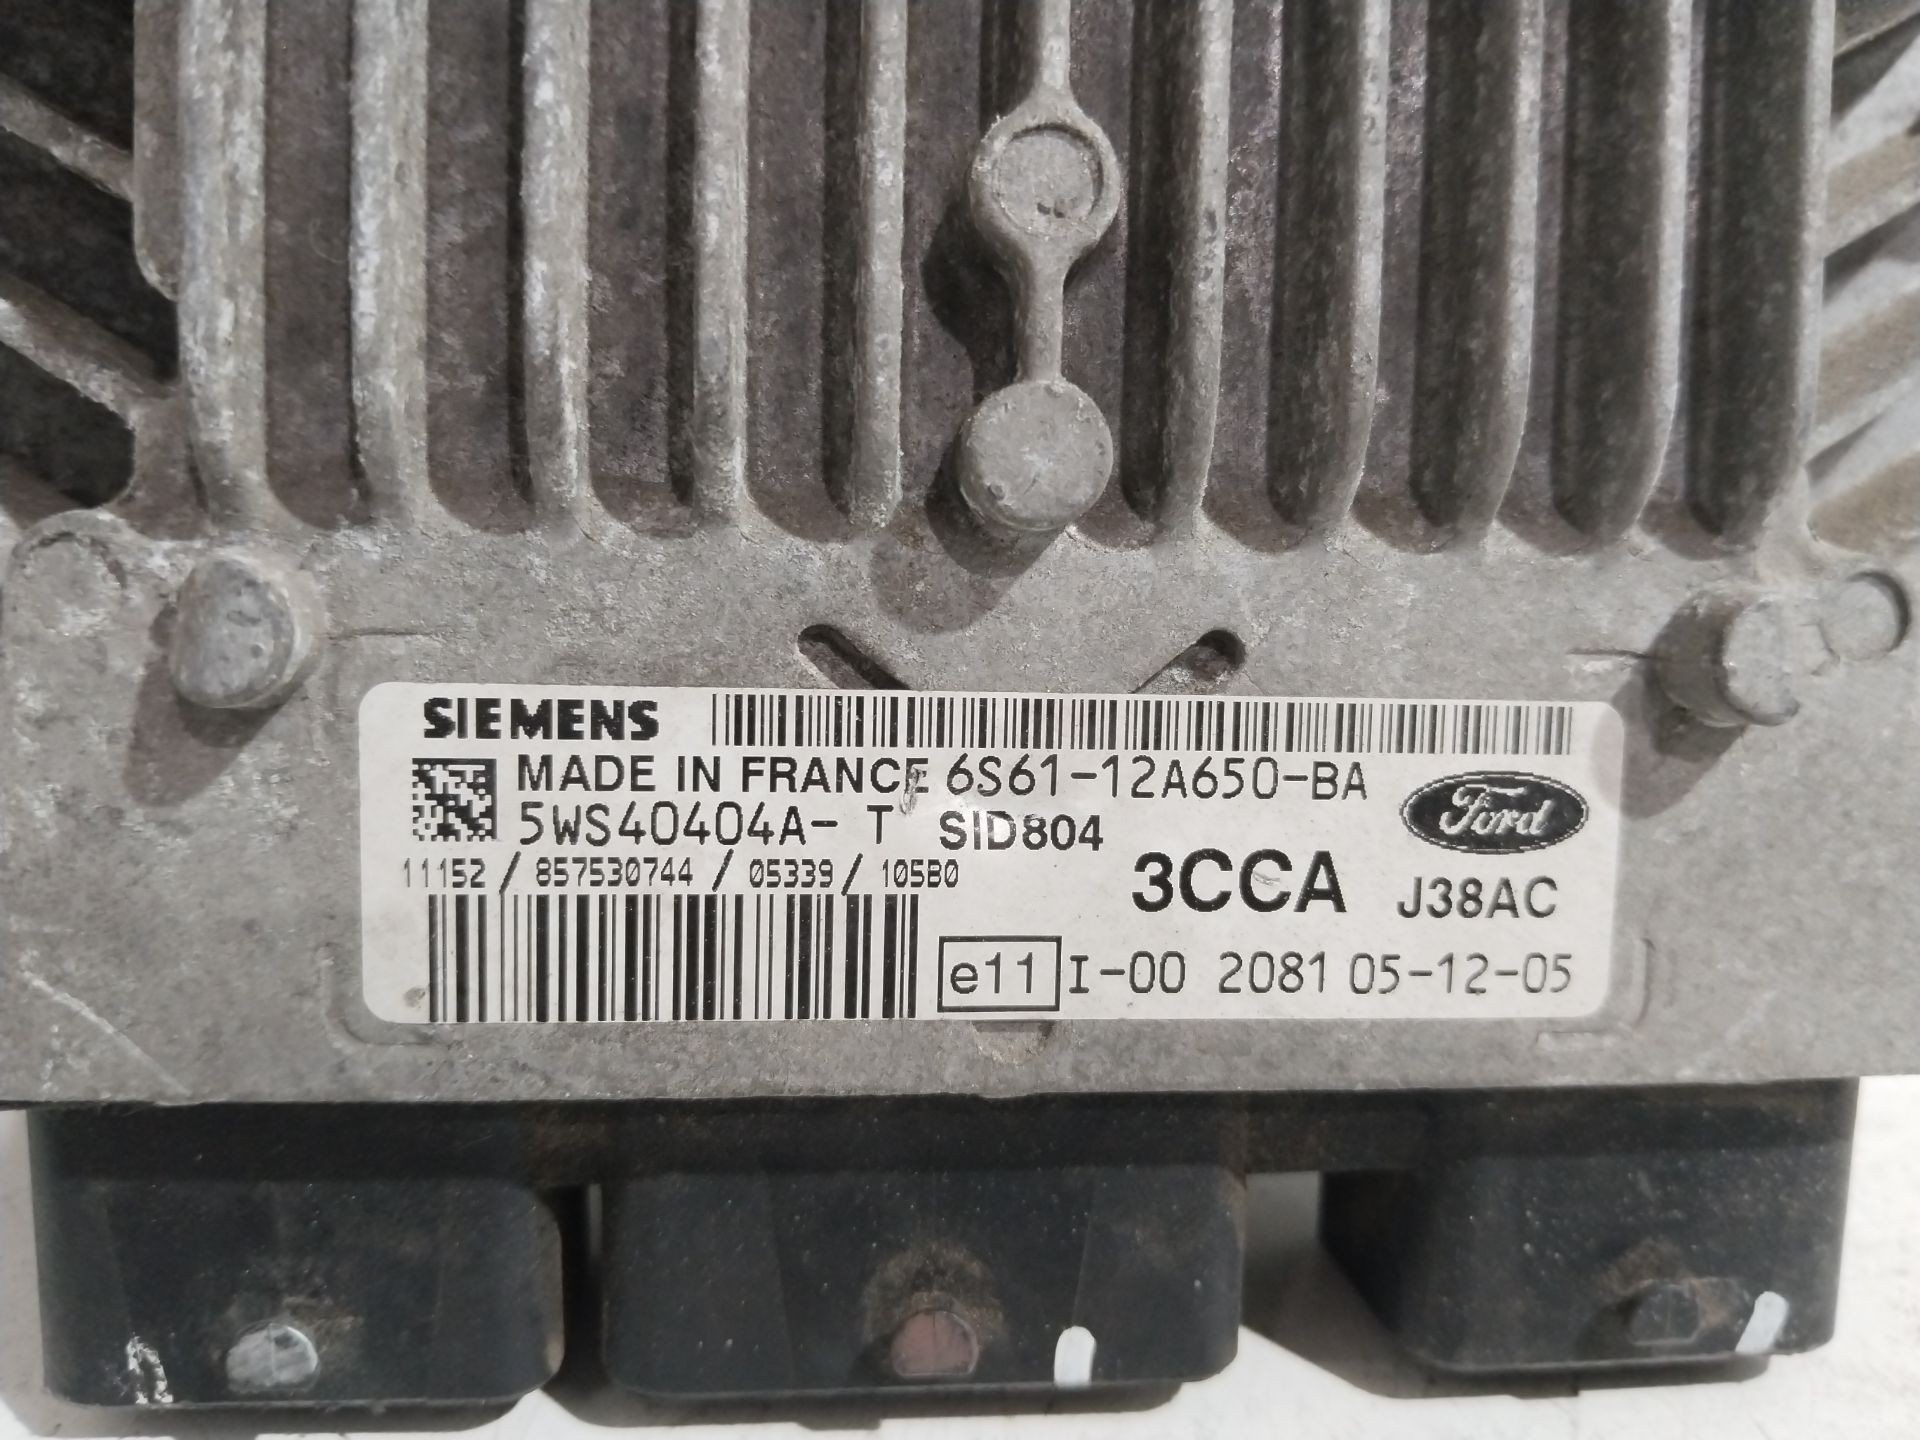 SIEMENS
MADE IN FRANCE 6S61-12A650-BA
5WS40404A- T SID804
Ford
11152 / 857530744 / 05339 / 105B0
3CCA J38AC
e11 I-00 2081 05-12-05